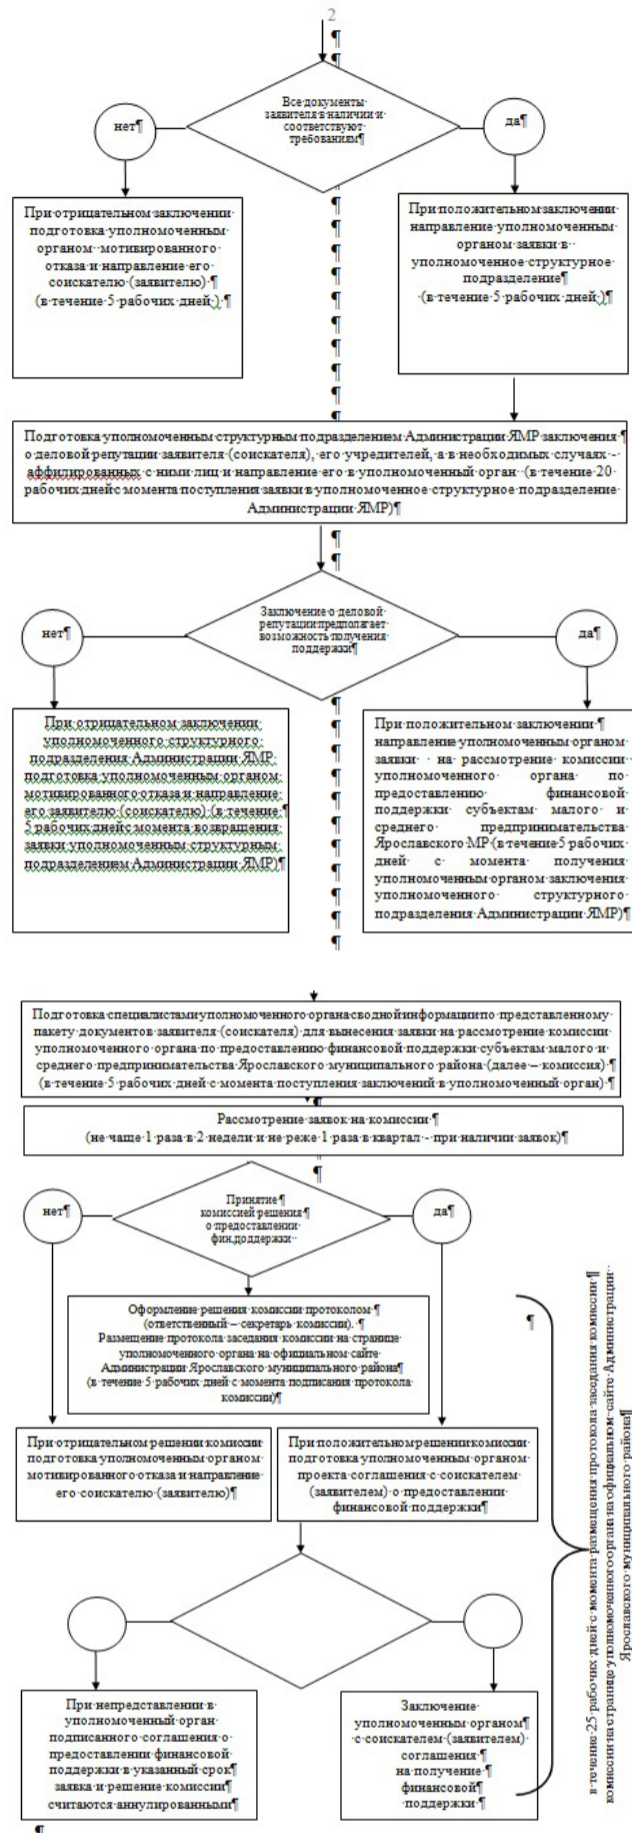 2
Все документы
заявителя в наличии и
соответствуют
требованиям¶
нет¶
да¶
При отрицательном заключении
подготовка уполномоченным
органом мотивированного
отказа и направление его
соискателю (заявителю) ¶
(в течение 5 рабочих дней ) ¶
При положительном заключении
направление уполномоченным
органом заявки в
уполномоченное структурное
подразделение¶
(в течение 5 рабочих дней )¶
Подготовка уполномоченным структурным подразделением Администрации ЯМР заключения ¶
о деловой репутации заявителя (соискателя), его учредителей, а в необходимых случаях -
аффилированных с ними лиц и направление его в уполномоченный орган (в течение 20
рабочих дней с момента поступления заявки в уполномоченное структурное подразделение
Администрации ЯМР)¶
Заключение о деловой
репутации предполагает
возможность получения
поддержки¶
нет¶
да¶
При отрицательном заключении
уполномоченного структурного
подразделения Администрации ЯМР
подготовка уполномоченным органом
мотивированного отказа и направление
его заявителю (соискателю) (в течение ¶
5 рабочих дней с момента возвращения
заявки уполномоченным структурным
подразделением Администрации ЯМР)¶
При положительном заключении ¶
направление уполномоченным органом
заявки на рассмотрение комиссии
уполномоченного органа по
предоставлению финансовой
поддержки субъектам малого и
среднего предпринимательства
Ярославского МР (в течение 5 рабочих
дней с момента получения
уполномоченным органом заключения
уполномоченного структурного
подразделения Администрации ЯМР)¶
Подготовка специалистами уполномоченного органа сводной информации по представленному
пакету документов заявителя (соискателя) для вынесения заявки на рассмотрение комиссии
уполномоченного органа по предоставлению финансовой поддержки субъектам малого и
среднего предпринимательства Ярославского муниципального района (далее – комиссия) ¶
(в течение 5 рабочих дней с момента поступления заключений в уполномоченный орган) ¶
Рассмотрение заявок на комиссии ¶
(не чаще 1 раза в 2 недели и не реже 1 раза в квартал - при наличии заявок)¶
Принятие ¶
комиссией решения ¶
о предоставлении
фин.поддержки
нет¶
да¶
Оформление решения комиссии протоколом ¶
(ответственный – секретарь комиссии). ¶
Размещение протокола заседания комиссии на странице
уполномоченного органа на официальном сайте
Администрации Ярославского муниципального района¶
(в течение 5 рабочих дней с момента подписания протокола
комиссии)¶
При отрицательном решении комиссии
подготовка уполномоченным органом
мотивированного отказа и направление
его соискателю (заявителю)¶
При положительном решении комиссии
подготовка уполномоченным органом
проекта соглашения с соискателем
(заявителем) о предоставлении
финансовой поддержки¶
в течение 25 рабочих дней с момента размещения протокола заседания комиссии ¶
комиссии на странице уполномоченного органа на официальном сайте Администрации
Ярославского муниципального района¶
При непредставлении в
уполномоченный орган
подписанного соглашения о
предоставлении финансовой
поддержки в указанный срок¶
заявка и решение комиссии¶
считаются аннулированными¶
Заключение
уполномоченным органом¶
с соискателем (заявителем)
соглашения ¶
на получение ¶
финансовой ¶
поддержки ¶